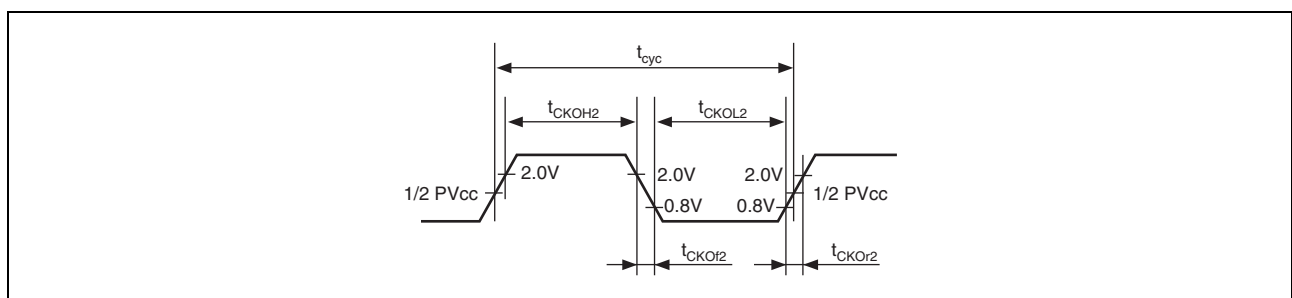 tcyc
tCKOH2 tCKOL2
2.0V 2.0V 2.0V
1/2 PVcc 1/2 PVcc
0.8V 0.8V
tCKOf2 tCKOr2